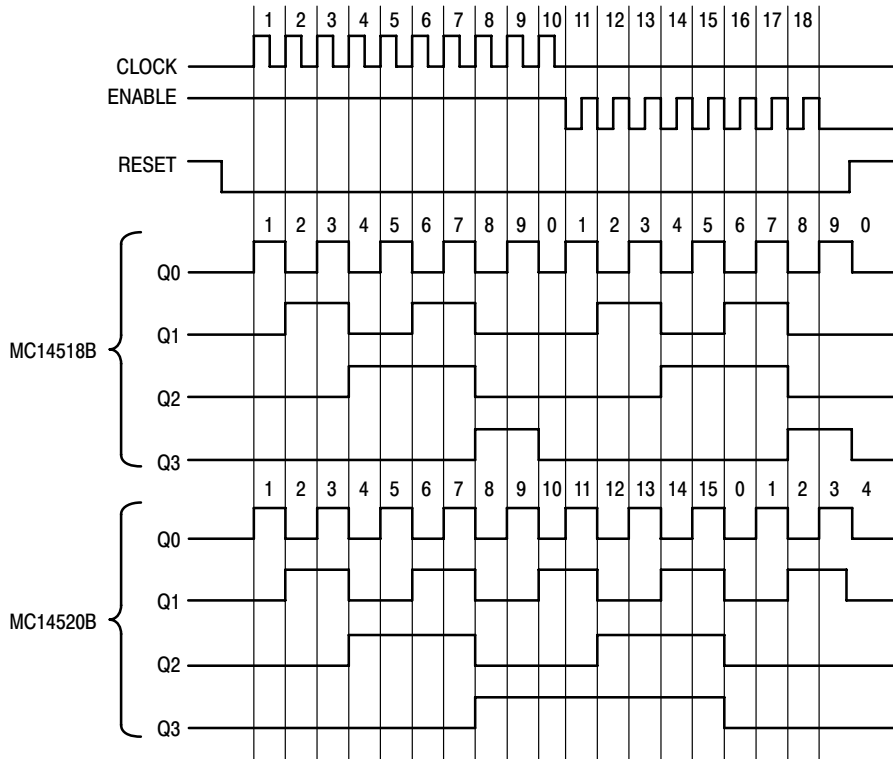 1 2 3 4 5 6 7 8 9 10 11 12 13 14 15 16 17 18
CLOCK
ENABLE
RESET
1 2 3 4 5 6 7 8 9 0 1 2 3 4 5 6 7 8 9 0
Q0
Q1
MC14518B
Q2
Q3
1 2 3 4 5 6 7 8 9 10 11 12 13 14 15 0 1 2 3 4
Q0
Q1
MC14520B
Q2
Q3